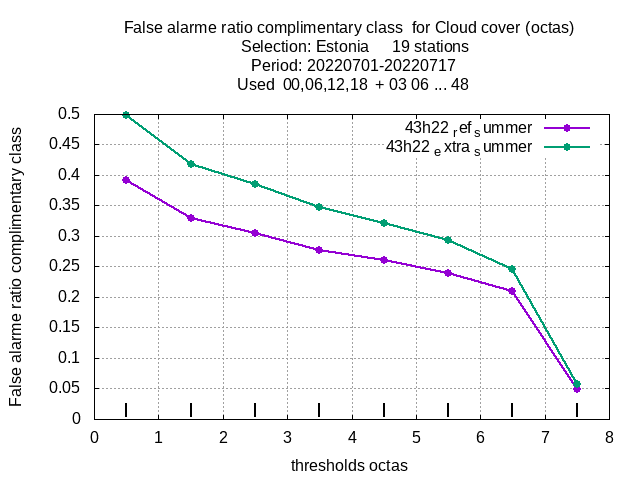 False alarme ratio complimentary class  for Cloud cover (octas)
Selection: Estonia     19 stations
Period: 20220701-20220717
Used  00,06,12,18  + 03 06 ... 48
43h22 ref summer
43h22 extra summer
False alarme ratio complimentary class
0.5
0.45
0.4
0.35
0.3
0.25
0.2
0.15
0.1
0.05
0
0 1 2 3 4 5 6 7 8
thresholds octas